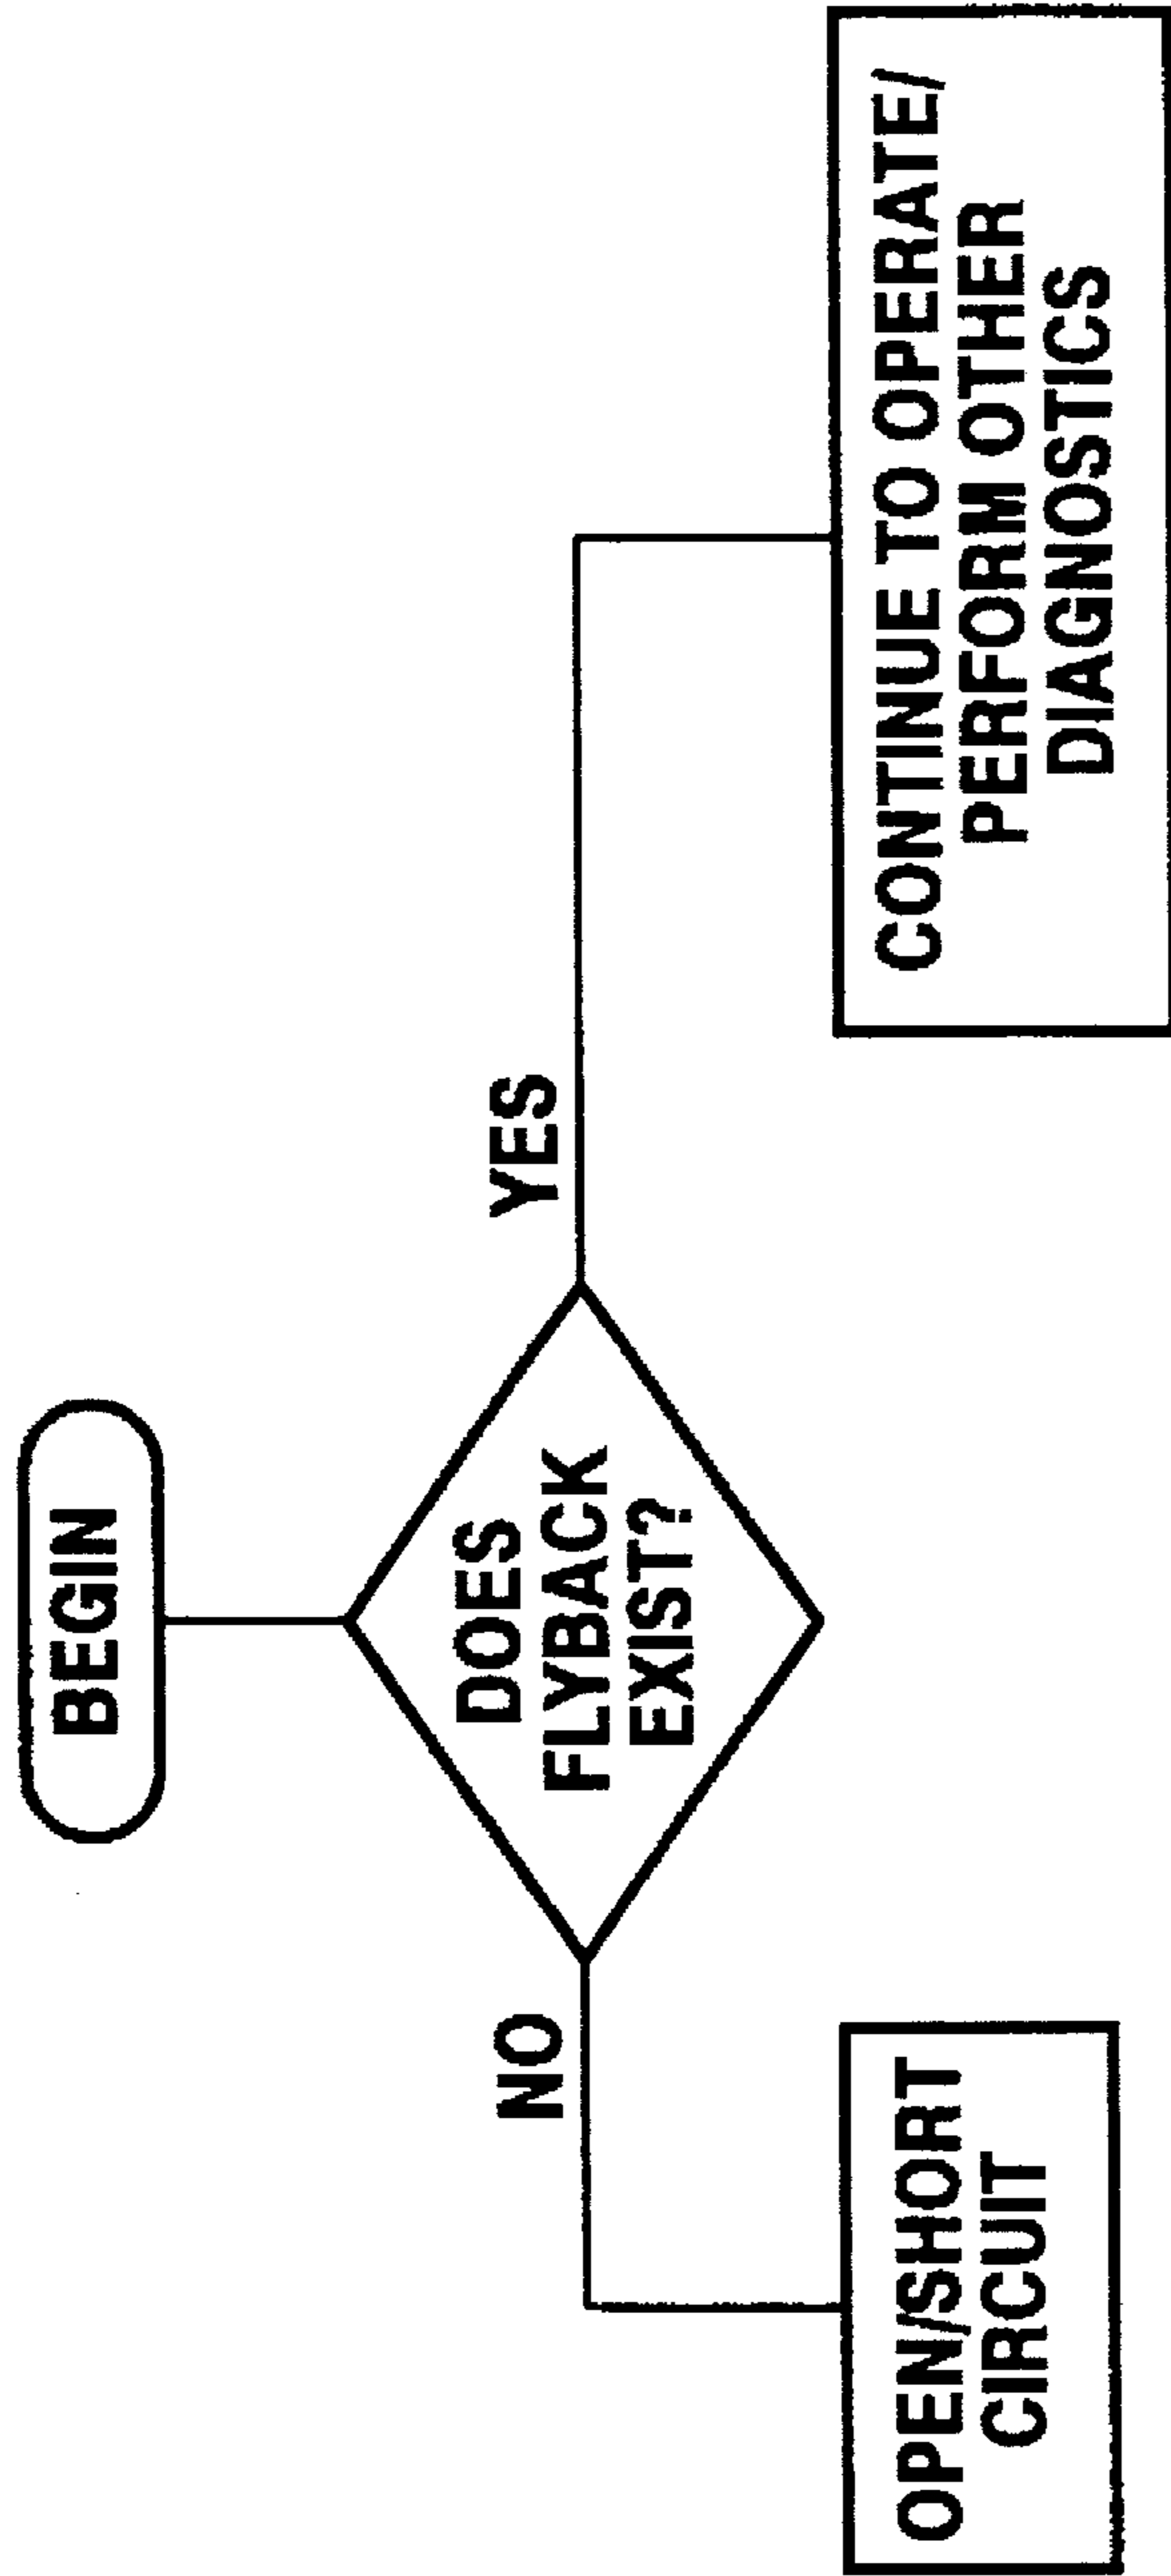 BEGIN
DOES
FLYBACK
EXIST?
NO
YES
OPEN/SHORT
CIRCUIT
CONTINUE TO OPERATE/
PERFORM OTHER
DIAGNOSTICS